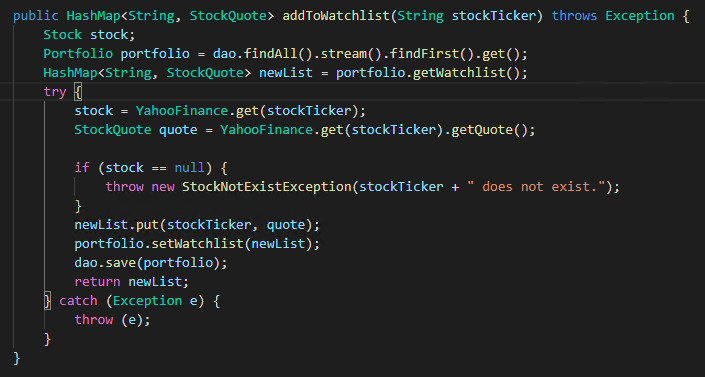 public HashMap<String, StockQuote> addToWatchlist(String stockTicker) throws Exception {
    Stock stock;
    Portfolio portfolio = dao.findAll().stream().findFirst().get();
    HashMap<String, StockQuote> newList = portfolio.getWatchlist();
    try {
        stock = YahooFinance.get(stockTicker);
        StockQuote quote = YahooFinance.get(stockTicker).getQuote();

        if (stock == null) {
            throw new StockNotExistException(stockTicker + " does not exist.");
        }
        newList.put(stockTicker, quote);
        portfolio.setWatchlist(newList);
        dao.save(portfolio);
        return newList;
    } catch (Exception e) {
        throw (e);
    }
}